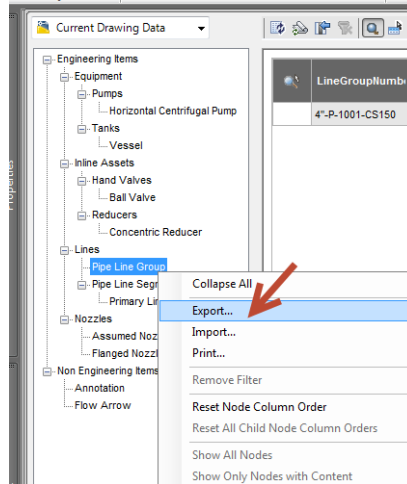 Current Drawing Data
Engineering Items
Equipment
Pumps
Horizontal Centrifugal Pump
Tanks
Vessel
Inline Assets
Hand Valves
Ball Valve
Reducers
Concentric Reducer
Lines
Pipe Line Group
Pipe Line Segr
Primary Lir
Nozzles
Assumed Noz
Flanged Nozzl
Non Engineering Items
Annotation
Flow Arrow
LineGroupNumb
4"-P-1001-CS150
Collapse All
Export...
Import...
Print...
Remove Filter
Reset Node Column Order
Reset All Child Node Column Orders
Show All Nodes
Show Only Nodes with Content